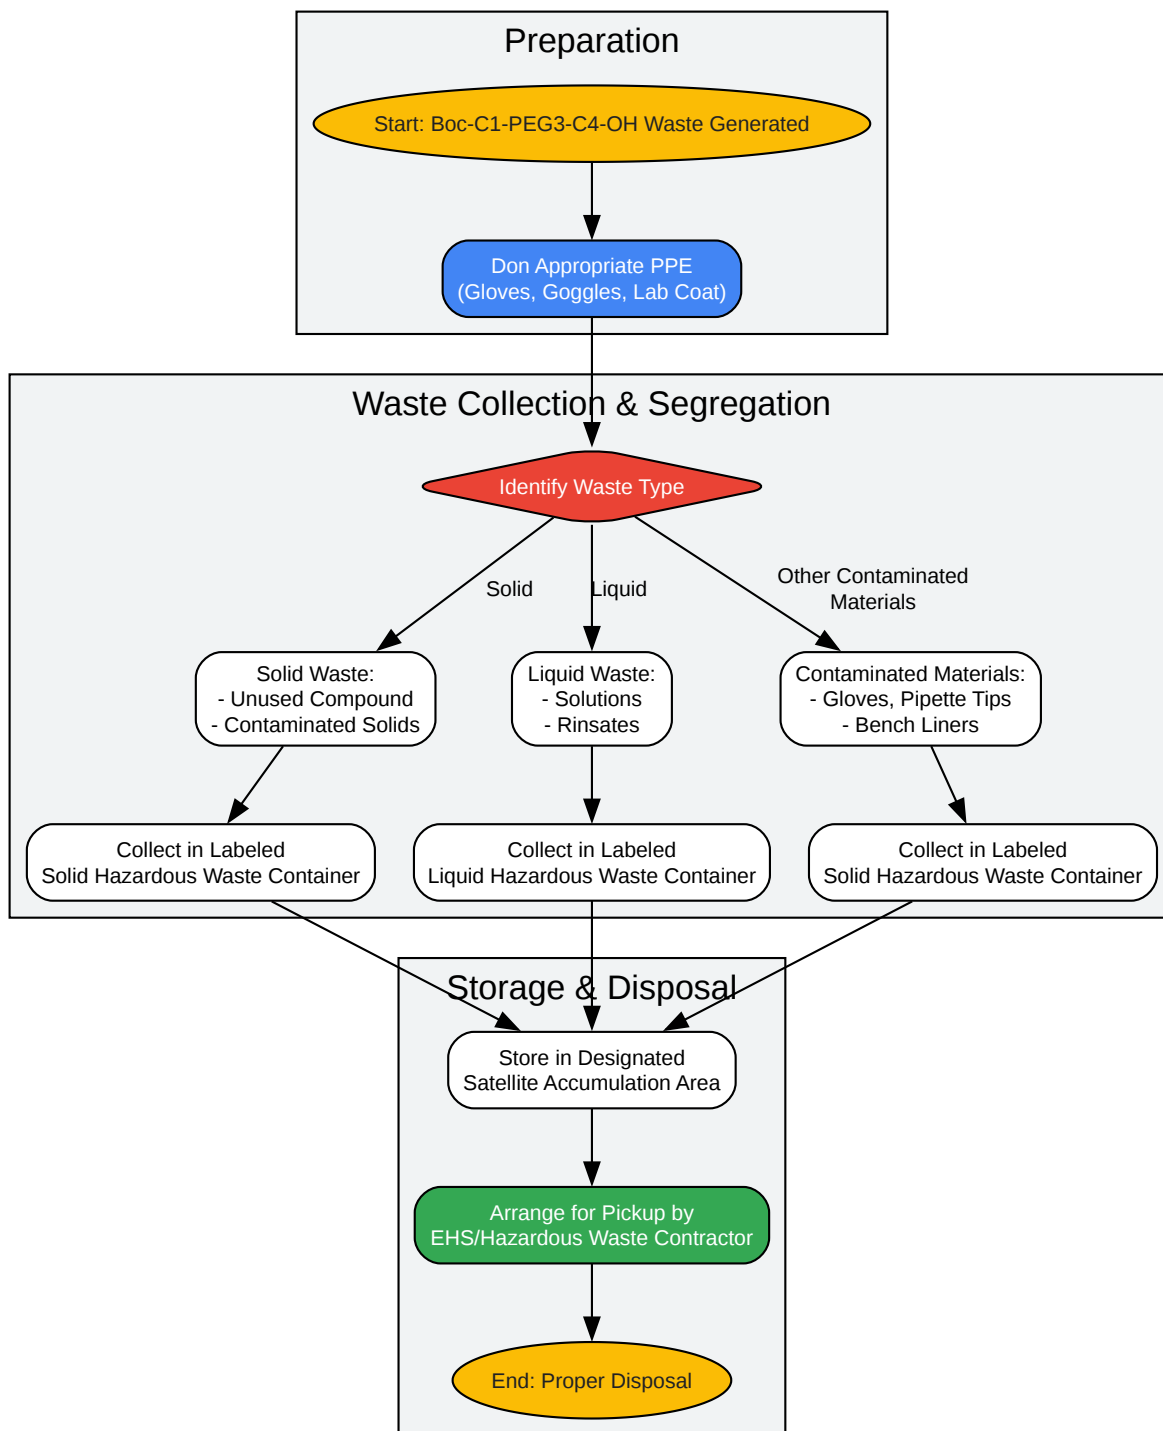 Preparation
Start: Boc-C1-PEG3-C4-OH Waste Generated
Don Appropriate PPE
(Gloves, Goggles, Lab Coat)
Waste Collection & Segregation
Identify Waste Type
Solid
Liquid
Other Contaminated
Materials
Solid Waste:
- Unused Compound
- Contaminated Solids
Liquid Waste:
- Solutions
- Rinsates
Contaminated Materials:
- Gloves, Pipette Tips
- Bench Liners
Collect in Labeled
Solid Hazardous Waste Container
Collect in Labeled
Liquid Hazardous Waste Container
Collect in Labeled
Solid Hazardous Waste Container
Storage & Disposal
Store in Designated
Satellite Accumulation Area
Arrange for Pickup by
EHS/Hazardous Waste Contractor
End: Proper Disposal